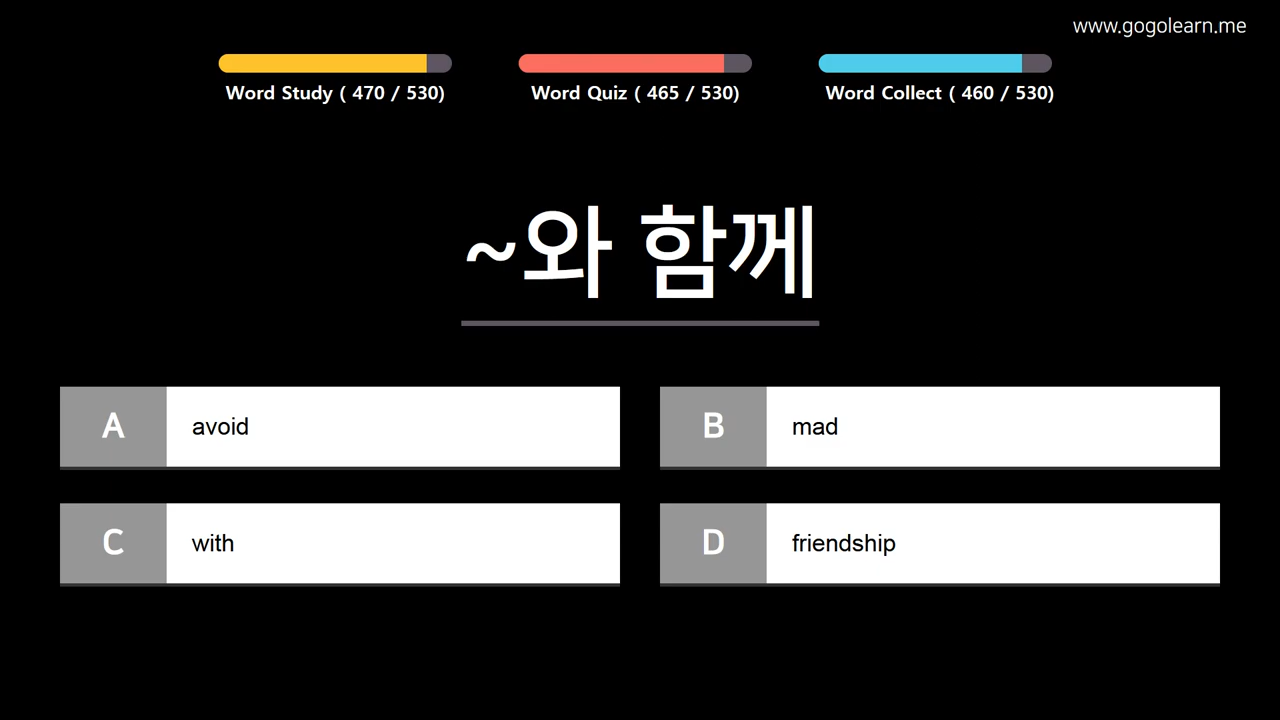 www.gogolearn.me
Word Study ( 470 / 530)
Word Quiz ( 465 / 530)
Word Collect ( 460 / 530)
~와 함께
A avoid
B mad
C with
D friendship